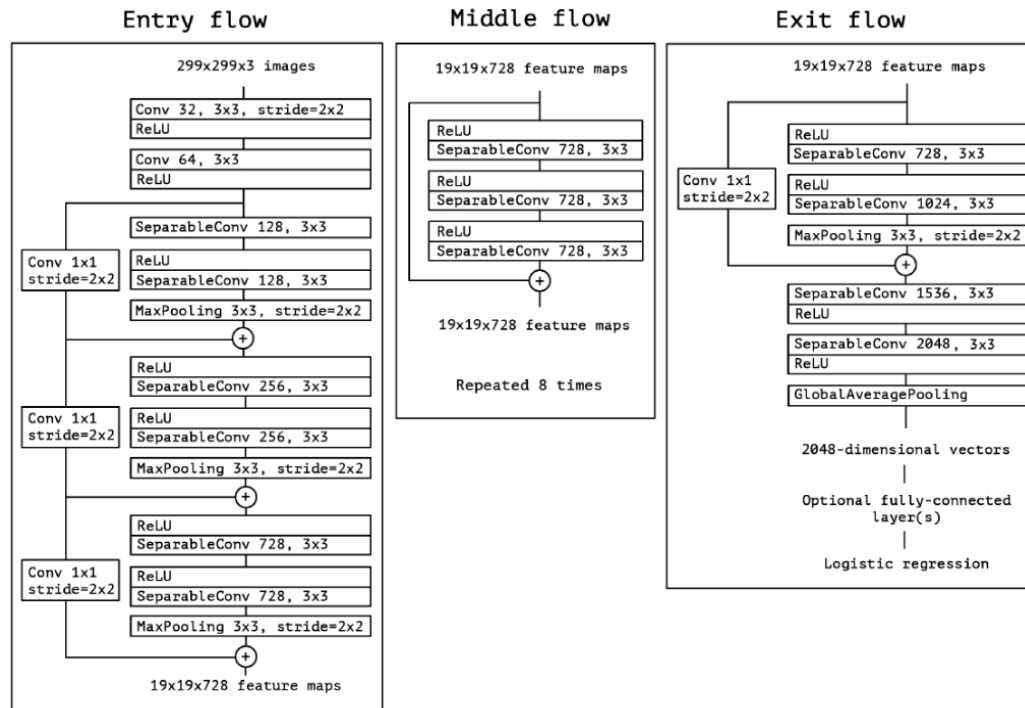 Entry flow
299x299x3 images
Conv 32, 3x3, stride=2x2
ReLU
Conv 64, 3x3
ReLU
SeparableConv 128, 3x3
Conv 1x1
stride=2x2
ReLU
SeparableConv 128, 3x3
MaxPooling 3x3, stride=2x2
+
ReLU
SeparableConv 256, 3x3
Conv 1x1
stride=2x2
ReLU
SeparableConv 256, 3x3
MaxPooling 3x3, stride=2x2
+
ReLU
SeparableConv 728, 3x3
Conv 1x1
stride=2x2
ReLU
SeparableConv 728, 3x3
MaxPooling 3x3, stride=2x2
+
19x19x728 feature maps
Middle flow
19x19x728 feature maps
ReLU
SeparableConv 728, 3x3
ReLU
SeparableConv 728, 3x3
ReLU
SeparableConv 728, 3x3
+
19x19x728 feature maps
Repeated 8 times
Exit flow
19x19x728 feature maps
ReLU
SeparableConv 728, 3x3
Conv 1x1
stride=2x2
ReLU
SeparableConv 1024, 3x3
MaxPooling 3x3, stride=2x2
+
SeparableConv 1536, 3x3
ReLU
SeparableConv 2048, 3x3
ReLU
GlobalAveragePooling
2048-dimensional vectors
Optional fully-connected
layer(s)
Logistic regression